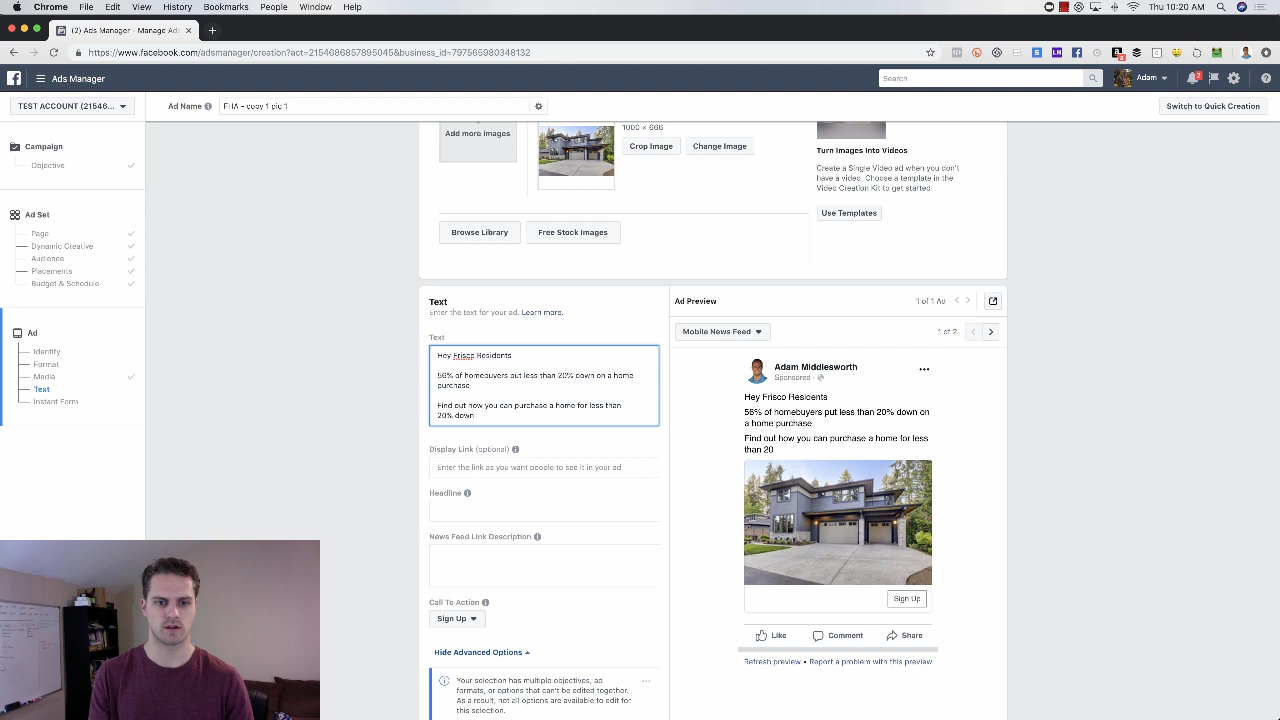 Chrome File Edit View History Bookmarks People Window Help Thu 10:20 AM
(2) Ads Manager - Manage Ads
https://www.facebook.com/adsmanager/creation?act=2154686857895045&business_id=797565980348132
Ads Manager
Search
Adam
2
TEST ACCOUNT (21546...
Ad Name
FHA - copy 1 pic 1
Switch to Quick Creation
Campaign
Objective
Ad Set
Page
Dynamic Creative
Audience
Placements
Budget & Schedule
Ad
Identity
Format
Media
Text
Instant Form
Add more images
1000 × 666
Crop Image
Change Image
Browse Library
Free Stock Images
Turn Images Into Videos
Create a Single Video ad when you don't
have a video. Choose a template in the
Video Creation Kit to get started.
Use Templates
Text
Enter the text for your ad. Learn more.
Text
Hey Frisco Residents
56% of homebuyers put less than 20% down on a home
purchase
Find out how you can purchase a home for less than
20% down
Display Link (optional)
Enter the link as you want people to see it in your ad
Headline
News Feed Link Description
Call To Action
Sign Up
Hide Advanced Options
Your selection has multiple objectives, ad
formats, or options that can't be edited together.
As a result, not all options are available to edit for
this selection.
Ad Preview
1 of 1 Ad
Mobile News Feed
1 of 2
Adam Middlesworth
Sponsored ·
Hey Frisco Residents
56% of homebuyers put less than 20% down on
a home purchase
Find out how you can purchase a home for less
than 20
Sign Up
Like
Comment
Share
Refresh preview • Report a problem with this preview